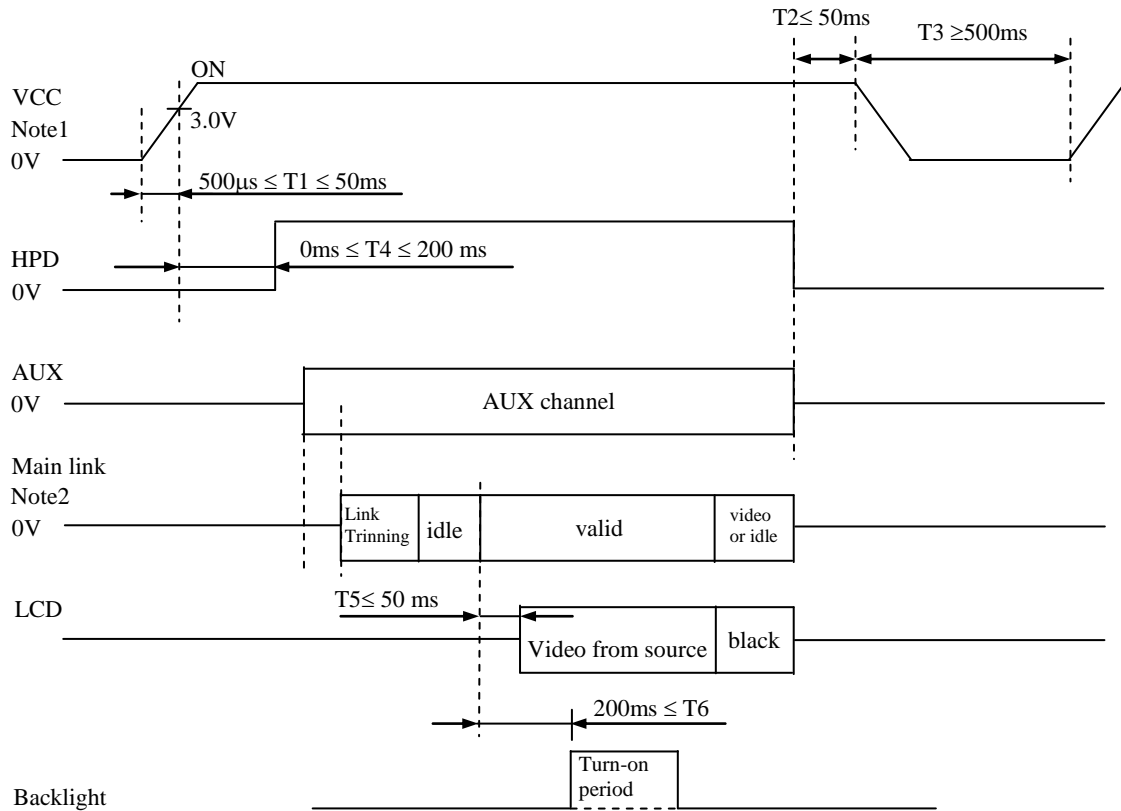 T2≤ 50ms
T3 ≥500ms
ON
VCC
Note1
3.0V
0V
500µs ≤ T1 ≤ 50ms
HPD
0ms ≤ T4 ≤ 200 ms
0V
AUX
0V
AUX channel
Main link
Note2
0V
Link
Trinning
idle
valid
video
or idle
T5≤ 50 ms
LCD
Video from source
black
200ms ≤ T6
Turn-on
period
Backlight